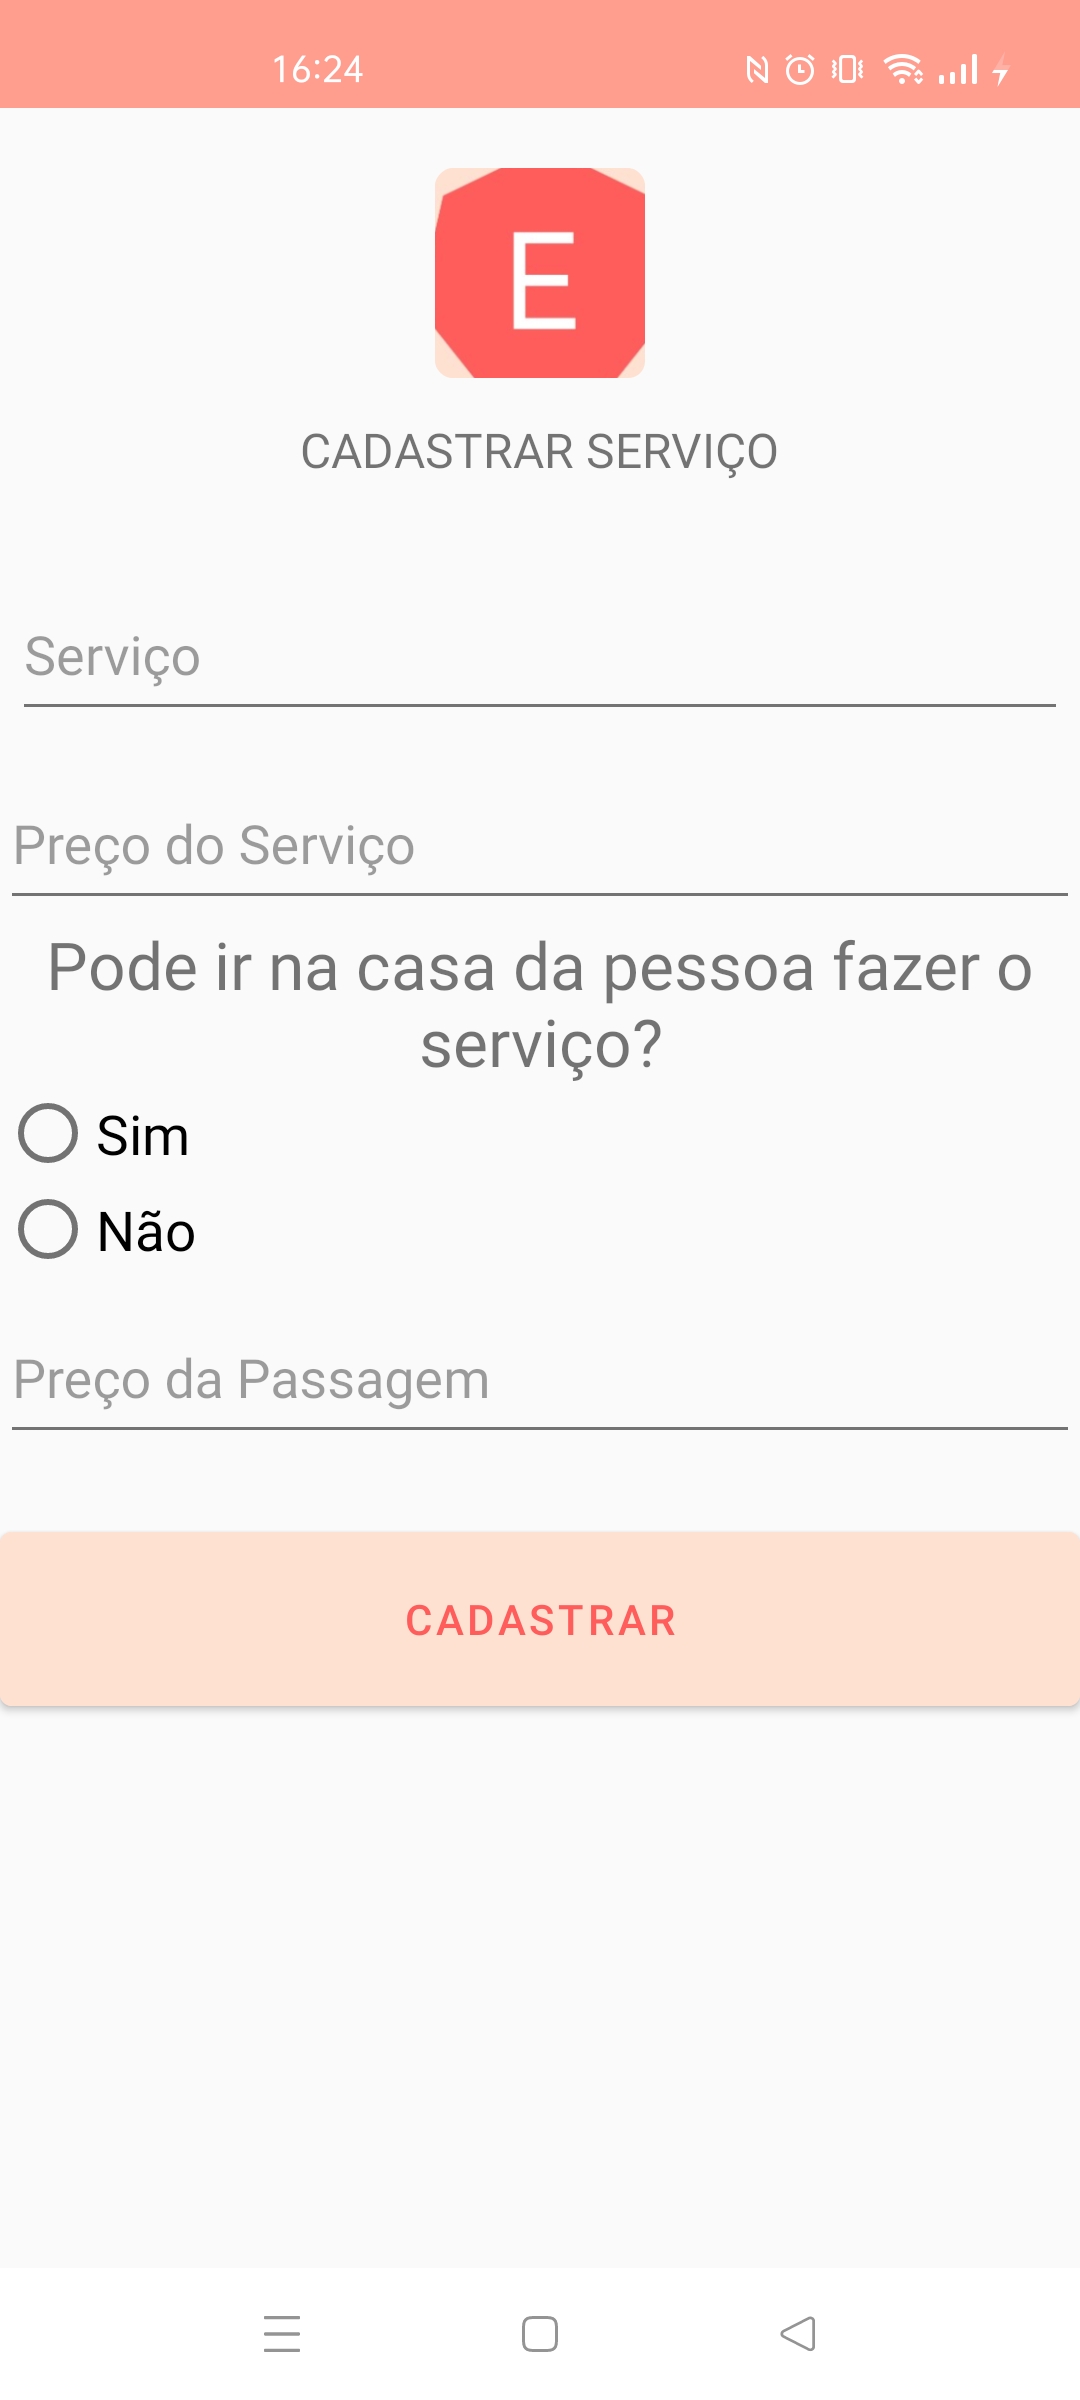 16:24
E
CADASTRAR SERVIÇO
Serviço
Preço do Serviço
Pode ir na casa da pessoa fazer o
serviço?
Sim
Não
Preço da Passagem
CADASTRAR